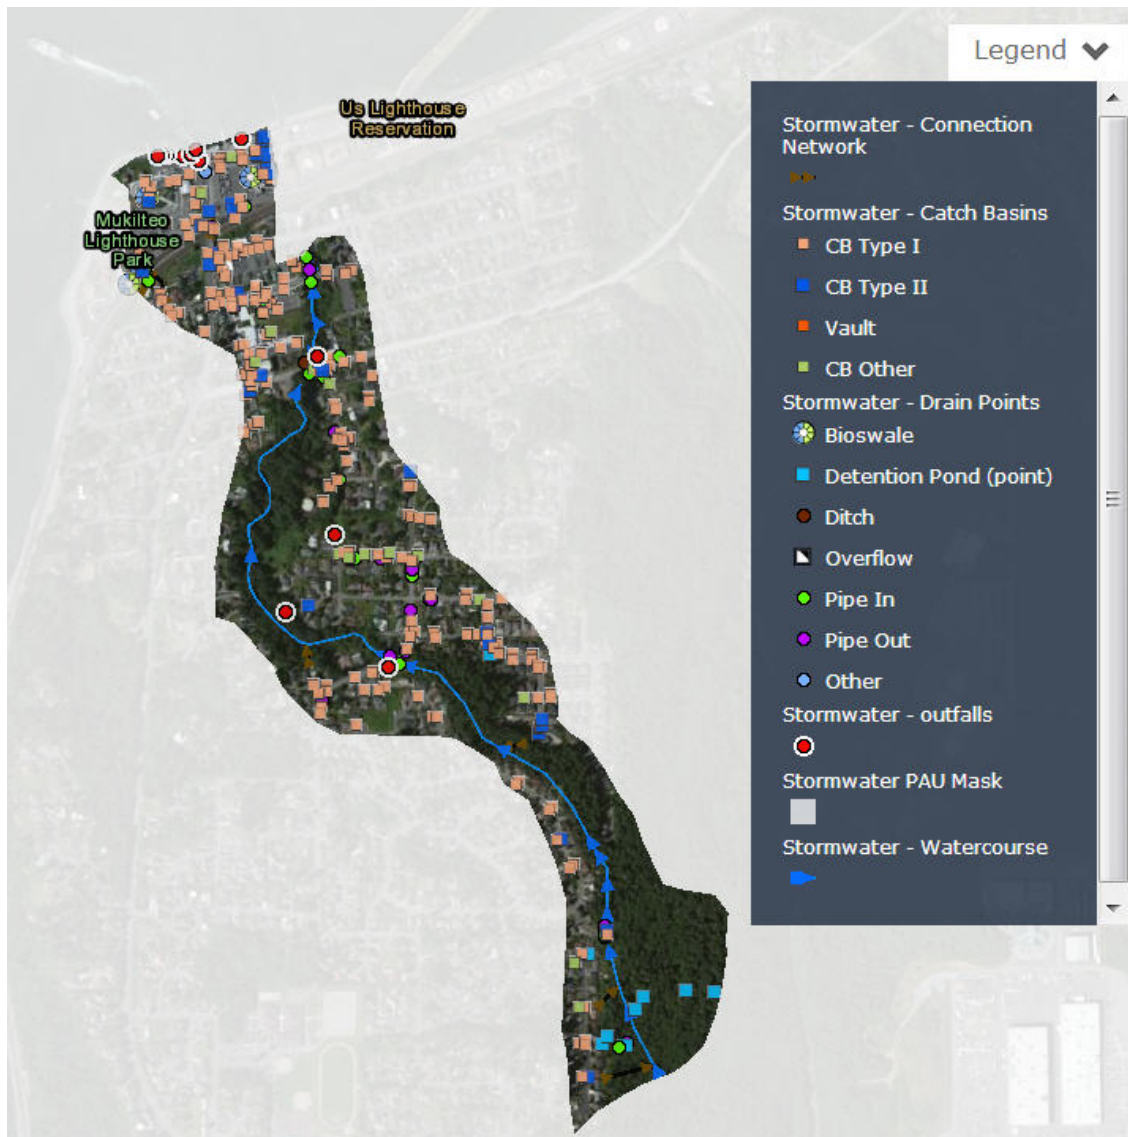 Legend
Us Lighthouse
Reservation
Mukilteo
Lighthouse
Park
Stormwater - Connection
Network
Stormwater - Catch Basins
CB Type I
CB Type II
Vault
CB Other
Stormwater - Drain Points
Bioswale
Detention Pond (point)
Ditch
Overflow
Pipe In
Pipe Out
Other
Stormwater - outfalls
Stormwater PAU Mask
Stormwater - Watercourse